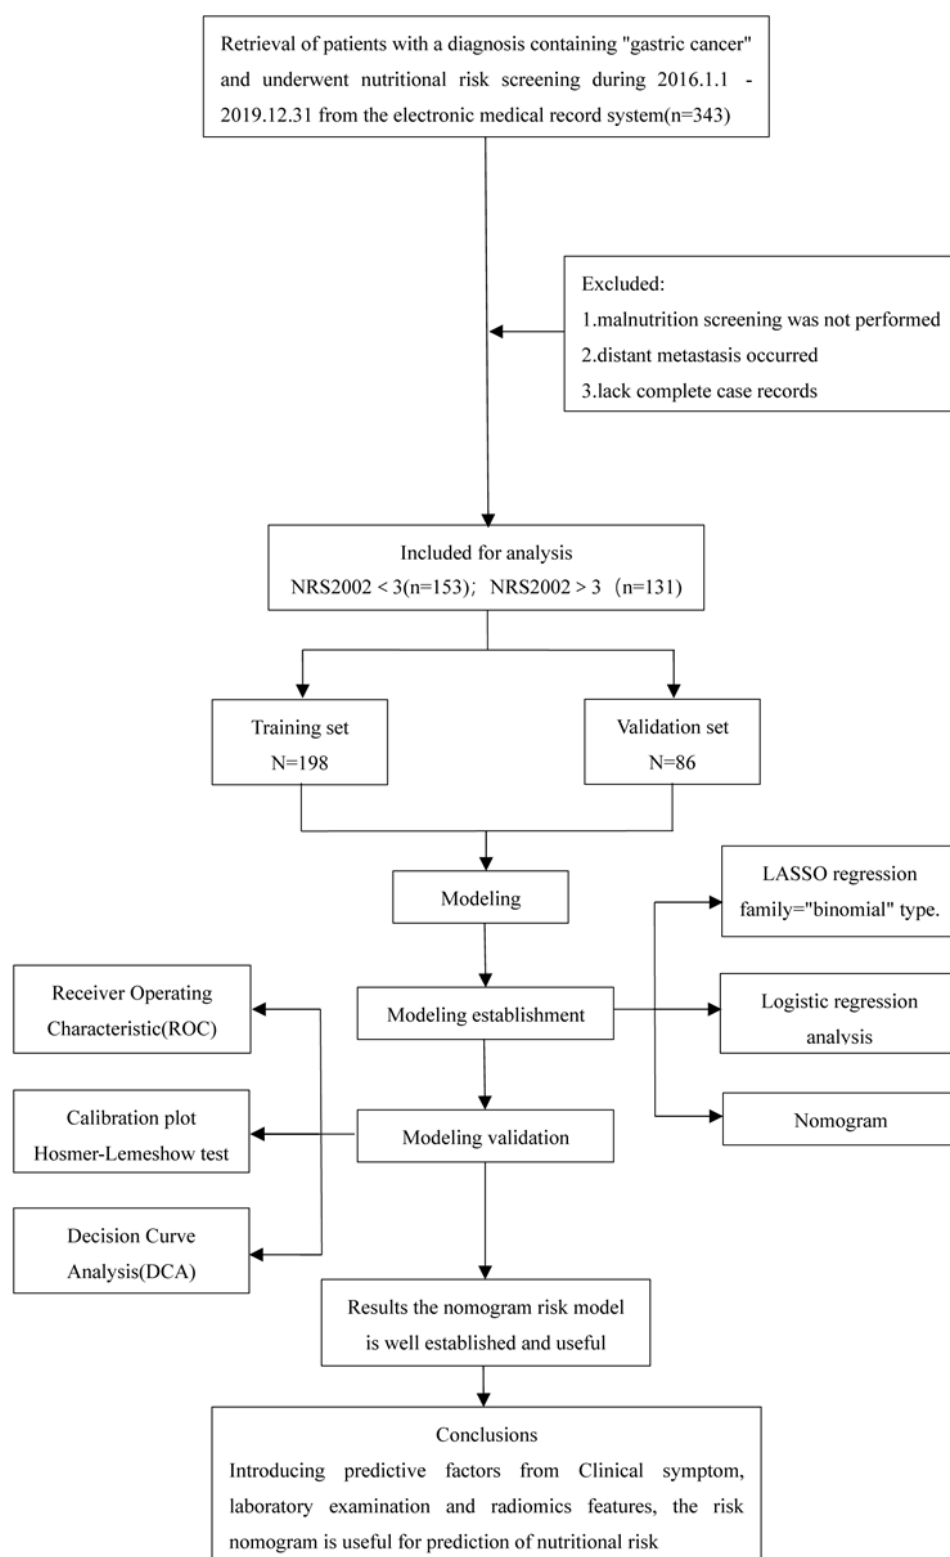 Retrieval of patients with a diagnosis containing "gastric cancer"
and underwent nutritional risk screening during 2016.1.1 -
2019.12.31 from the electronic medical record system(n=343)
Excluded:
1.malnutrition screening was not performed
2.distant metastasis occurred
3.lack complete case records
Included for analysis
NRS2002 < 3(n=153); NRS2002 > 3 (n=131)
Training set
N=198
Validation set
N=86
Modeling
LASSO regression
family="binomial" type.
Modeling establishment
Logistic regression
analysis
Nomogram
Receiver Operating
Characteristic(ROC)
Calibration plot
Hosmer-Lemeshow test
Modeling validation
Decision Curve
Analysis(DCA)
Results the nomogram risk model
is well established and useful
Conclusions
Introducing predictive factors from Clinical symptom,
laboratory examination and radiomics features, the risk
nomogram is useful for prediction of nutritional risk